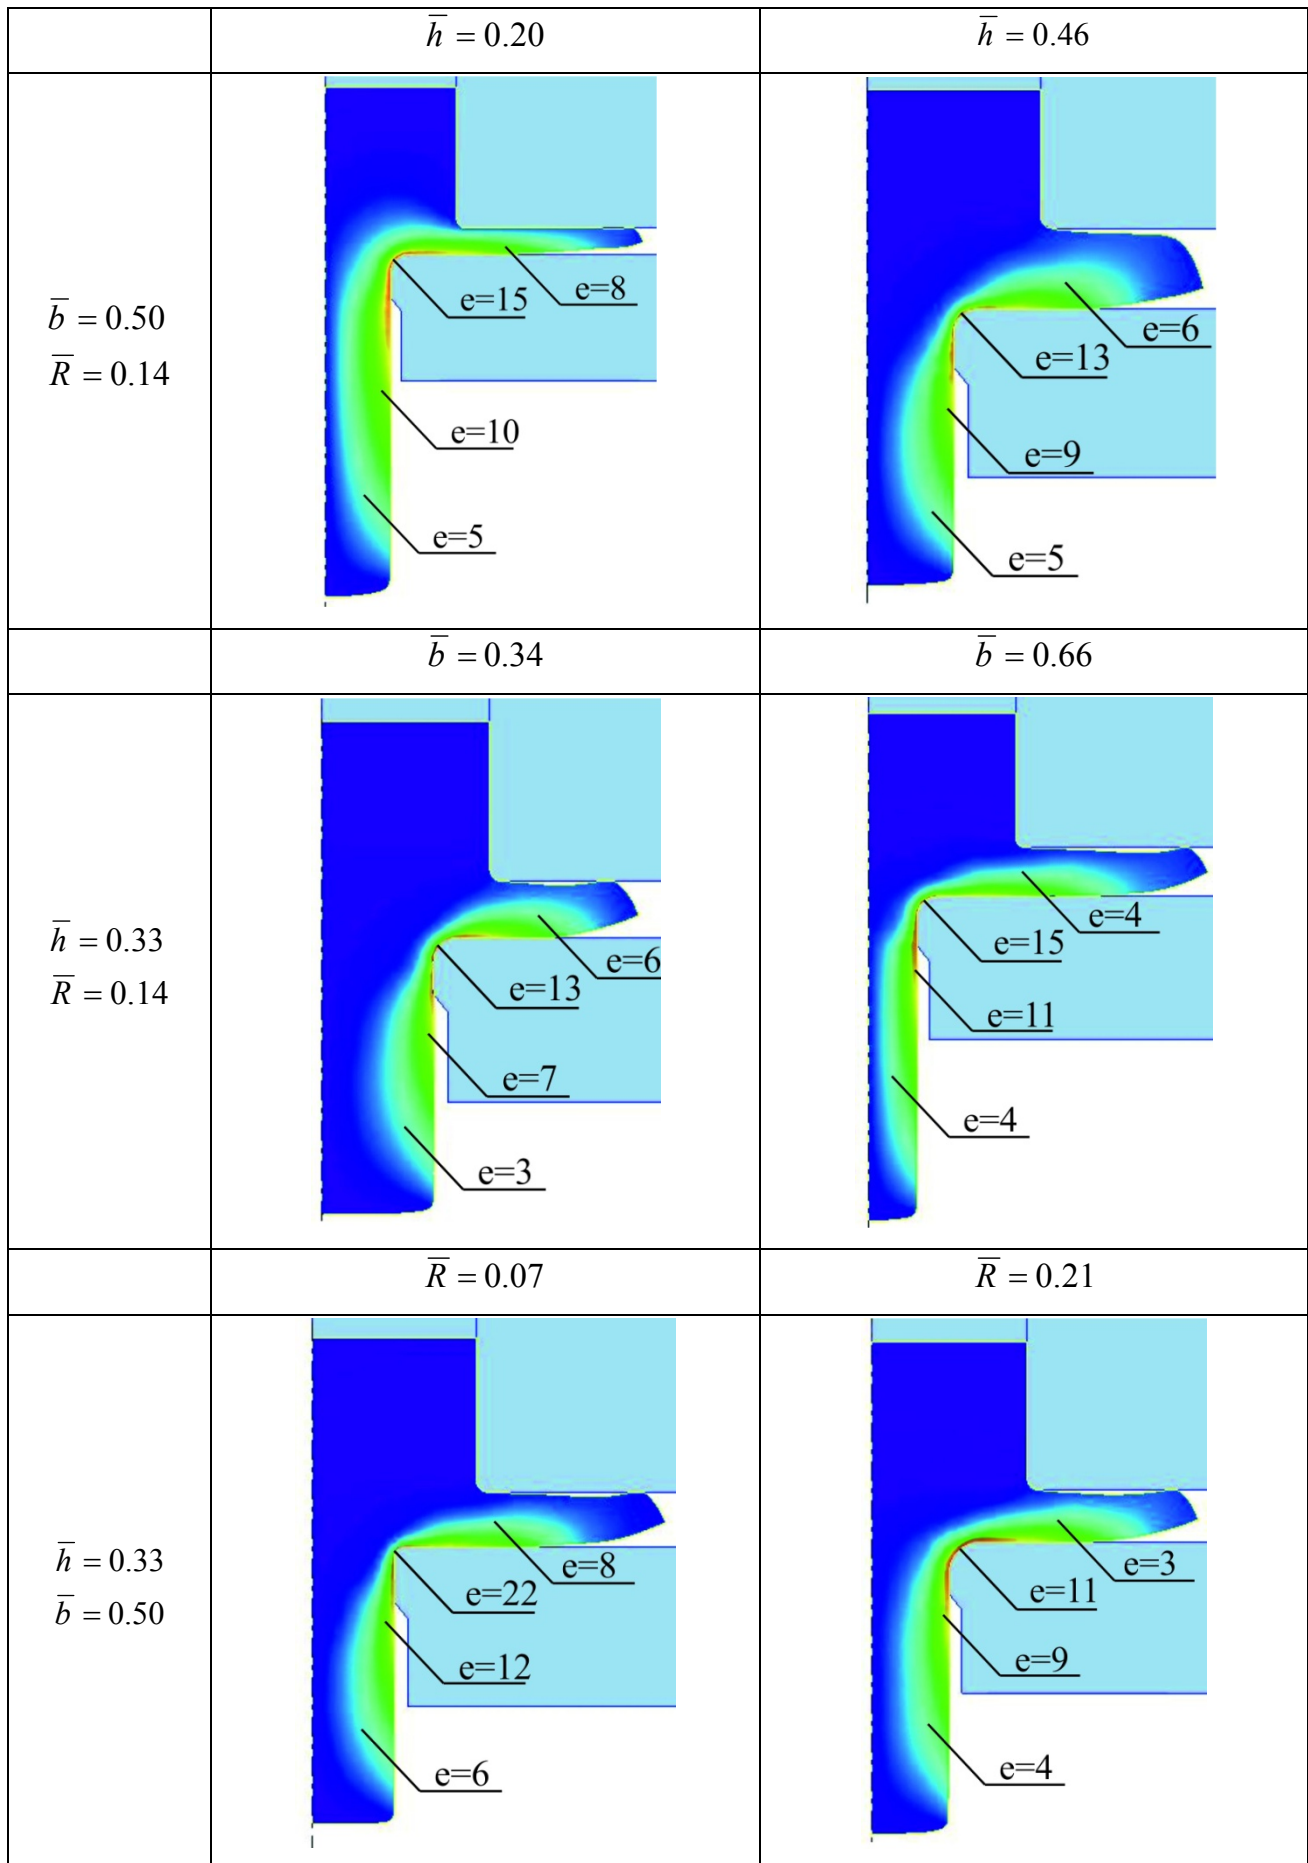 h̅ = 0.20
h̅ = 0.46
b̅ = 0.50
R̅ = 0.14
e=15
e=8
e=10
e=5
e=6
e=13
e=9
e=5
b̅ = 0.34
b̅ = 0.66
h̅ = 0.33
R̅ = 0.14
e=6
e=13
e=7
e=3
e=4
e=15
e=11
e=4
R̅ = 0.07
R̅ = 0.21
h̅ = 0.33
b̅ = 0.50
e=8
e=22
e=12
e=6
e=3
e=11
e=9
e=4